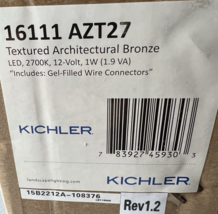 16111 AZT27
Textured Architectural Bronze
LED, 2700K, 12-Volt, 1W (1.9 VA)
"Includes: Gel-Filled Wire Connectors"
KICHLER
KICHLER
7 83927 45930 3
landscapelighting.com
15B2212A-108376
Rev1.2